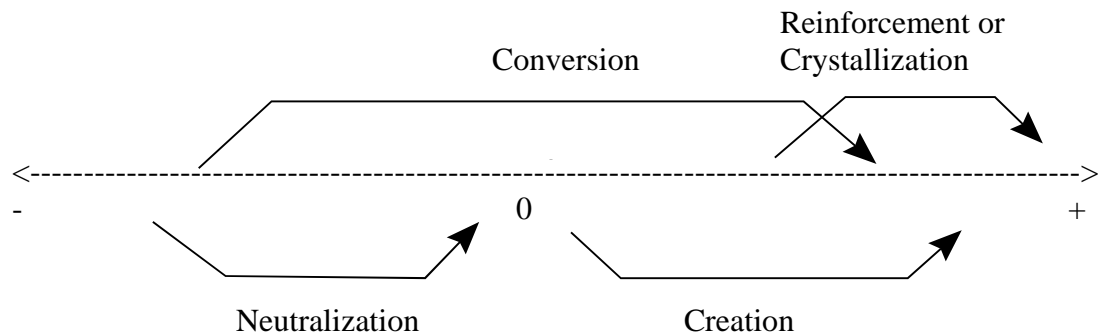 Reinforcement or
Crystallization
Conversion
- 0 +
Neutralization Creation